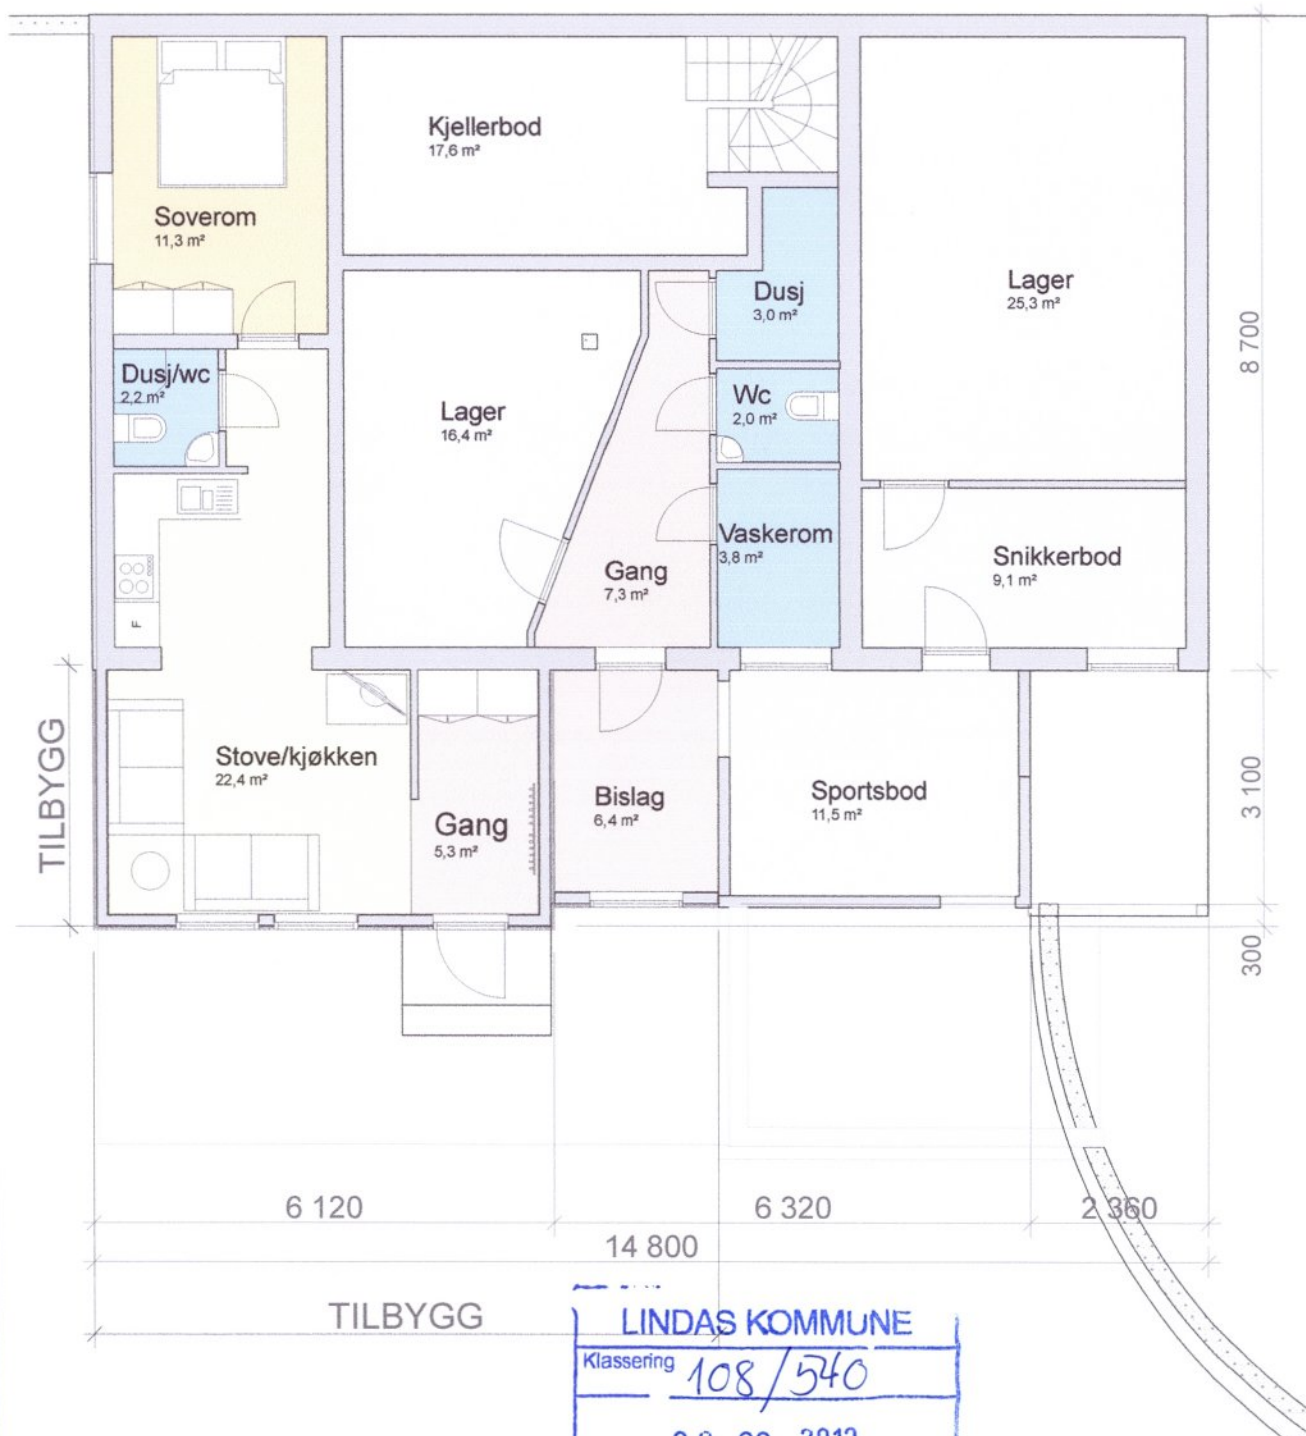 Kjellerbod
17,6 m²
Soverom
11,3 m²
Lager
25,3 m²
Dusj
3,0 m²
8 700
Dusj/wc
2,2 m²
Wc
2,0 m²
Lager
16,4 m²
Vaskerom
3,8 m²
Snikkerbod
9,1 m²
Gang
7,3 m²
F
TILBYGG
Stove/kjøkken
22,4 m²
Gang
5,3 m²
Bislag
6,4 m²
Sportsbod
11,5 m²
3 100
300
6 120
6 320
2 360
14 800
TILBYGG
LINDAS KOMMUNE
Klassering 108/540